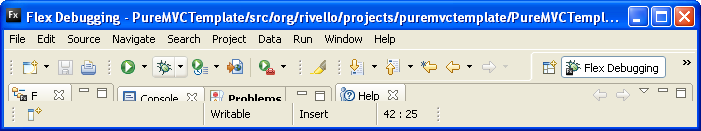 Fx Flex Debugging - PureMVCTemplate/src/org/rivello/projects/puremvctemplate/PureMVCTempl...
File Edit Source Navigate Search Project Data Run Window Help
Flex Debugging
F Console Problems Help
Writable Insert 42 : 25